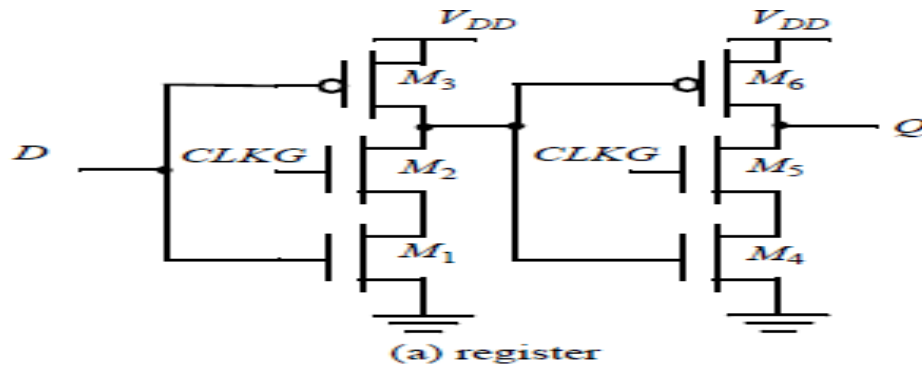 V_DD V_DD
M_3 M_6
D CLKG M_2 CLKG M_5 Q
M_1 M_4
(a) register